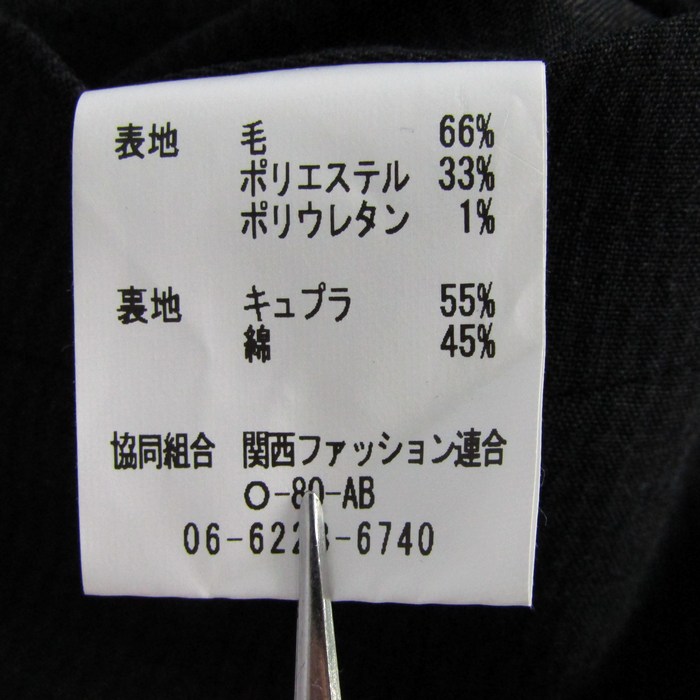 表地 毛 66%
ポリエステル 33%
ポリウレタン 1%
裏地 キュプラ 55%
綿 45%
協同組合 関西ファッション連合
O-80-AB
06-6228-6740